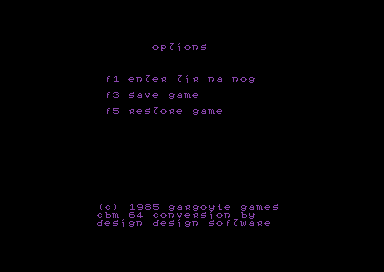 options
f1 enter tir na nog
f3 save game
f5 restore game
(c) 1985 gargoyle games
cbm 64 conversion by
design design software